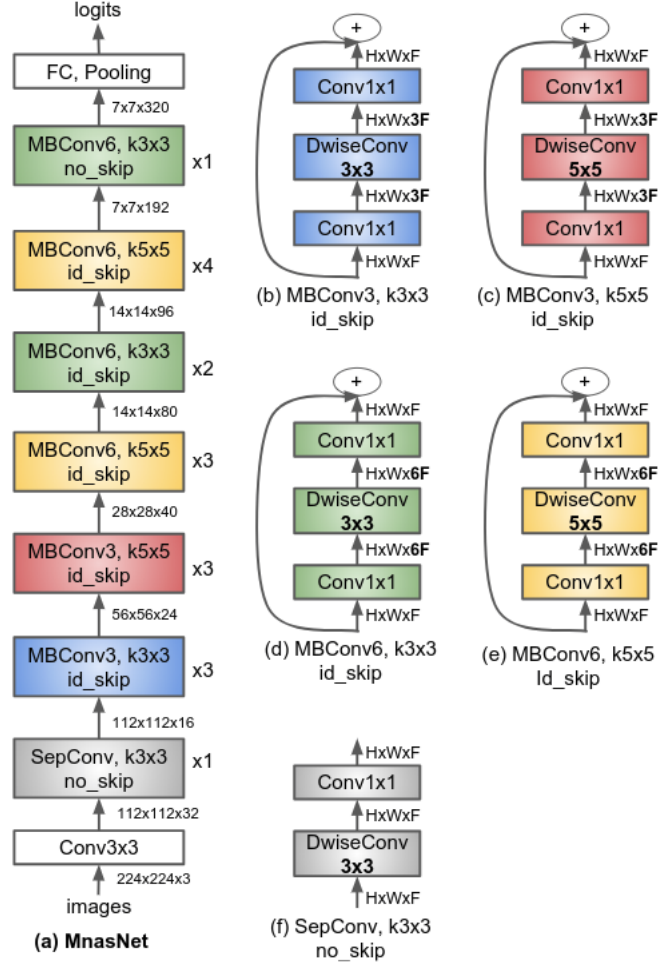 logits
FC, Pooling
7x7x320
MBConv6, k3x3
no_skip
x1
7x7x192
MBConv6, k5x5
id_skip
x4
14x14x96
MBConv6, k3x3
id_skip
x2
14x14x80
MBConv6, k5x5
id_skip
x3
28x28x40
MBConv3, k5x5
id_skip
x3
56x56x24
MBConv3, k3x3
id_skip
x3
112x112x16
SepConv, k3x3
no_skip
x1
112x112x32
Conv3x3
224x224x3
images
(a) MnasNet
+
HxWxF
Conv1x1
HxWx3F
DwiseConv
3x3
HxWx3F
Conv1x1
HxWxF
(b) MBConv3, k3x3
id_skip
+
HxWxF
Conv1x1
HxWx3F
DwiseConv
5x5
HxWx3F
Conv1x1
HxWxF
(c) MBConv3, k5x5
id_skip
+
HxWxF
Conv1x1
HxWx6F
DwiseConv
3x3
HxWx6F
Conv1x1
HxWxF
(d) MBConv6, k3x3
id_skip
+
HxWxF
Conv1x1
HxWx6F
DwiseConv
5x5
HxWx6F
Conv1x1
HxWxF
(e) MBConv6, k5x5
Id_skip
HxWxF
Conv1x1
HxWxF
DwiseConv
3x3
HxWxF
(f) SepConv, k3x3
no_skip